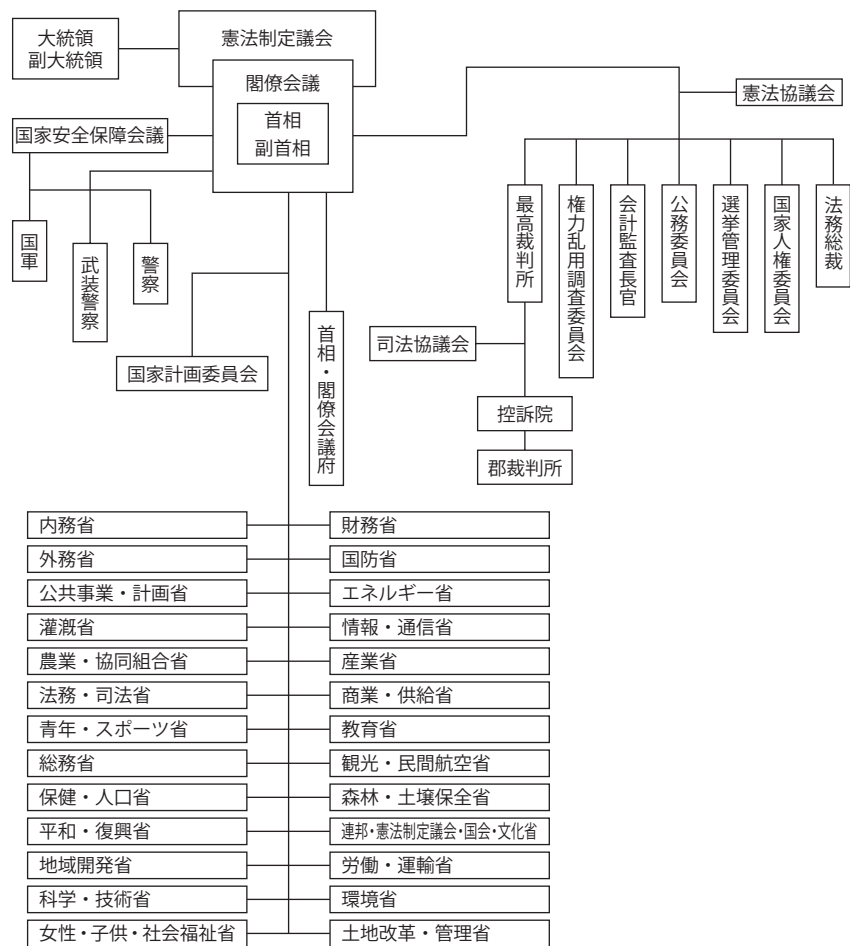 大統領
副大統領
憲法制定議会
閣僚会議
首相
副首相
憲法協議会
国家安全保障会議
国軍
武装警察
警察
国家計画委員会
首相・閣僚会議府
最高裁判所
権力乱用調査委員会
会計監査長官
公務委員会
選挙管理委員会
国家人権委員会
法務総裁
司法協議会
控訴院
郡裁判所
内務省
財務省
外務省
国防省
公共事業・計画省
エネルギー省
灌漑省
情報・通信省
農業・協同組合省
産業省
法務・司法省
商業・供給省
青年・スポーツ省
教育省
総務省
観光・民間航空省
保健・人口省
森林・土壌保全省
平和・復興省
連邦・憲法制定議会・国会・文化省
地域開発省
労働・運輸省
科学・技術省
環境省
女性・子供・社会福祉省
土地改革・管理省